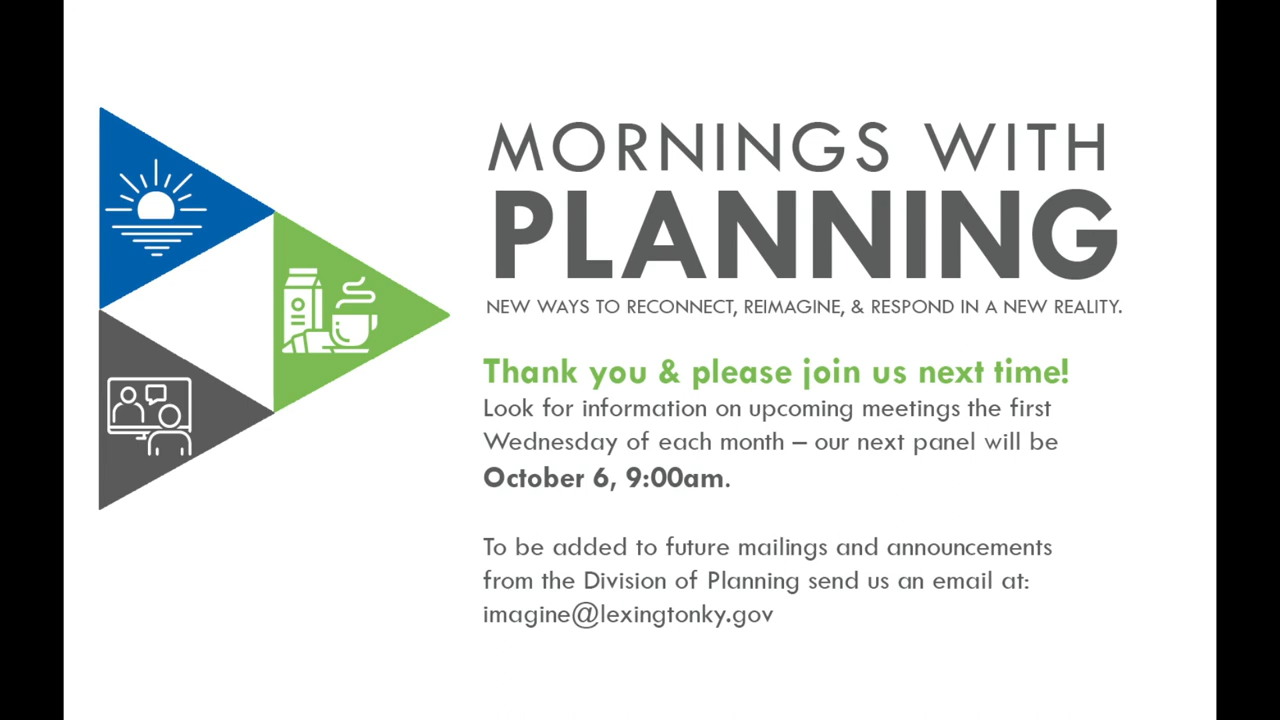 MORNINGS WITH
PLANNING
NEW WAYS TO RECONNECT, REIMAGINE, & RESPOND IN A NEW REALITY.
Thank you & please join us next time!
Look for information on upcoming meetings the first
Wednesday of each month – our next panel will be
October 6, 9:00am.
To be added to future mailings and announcements
from the Division of Planning send us an email at:
imagine@lexingtonky.gov